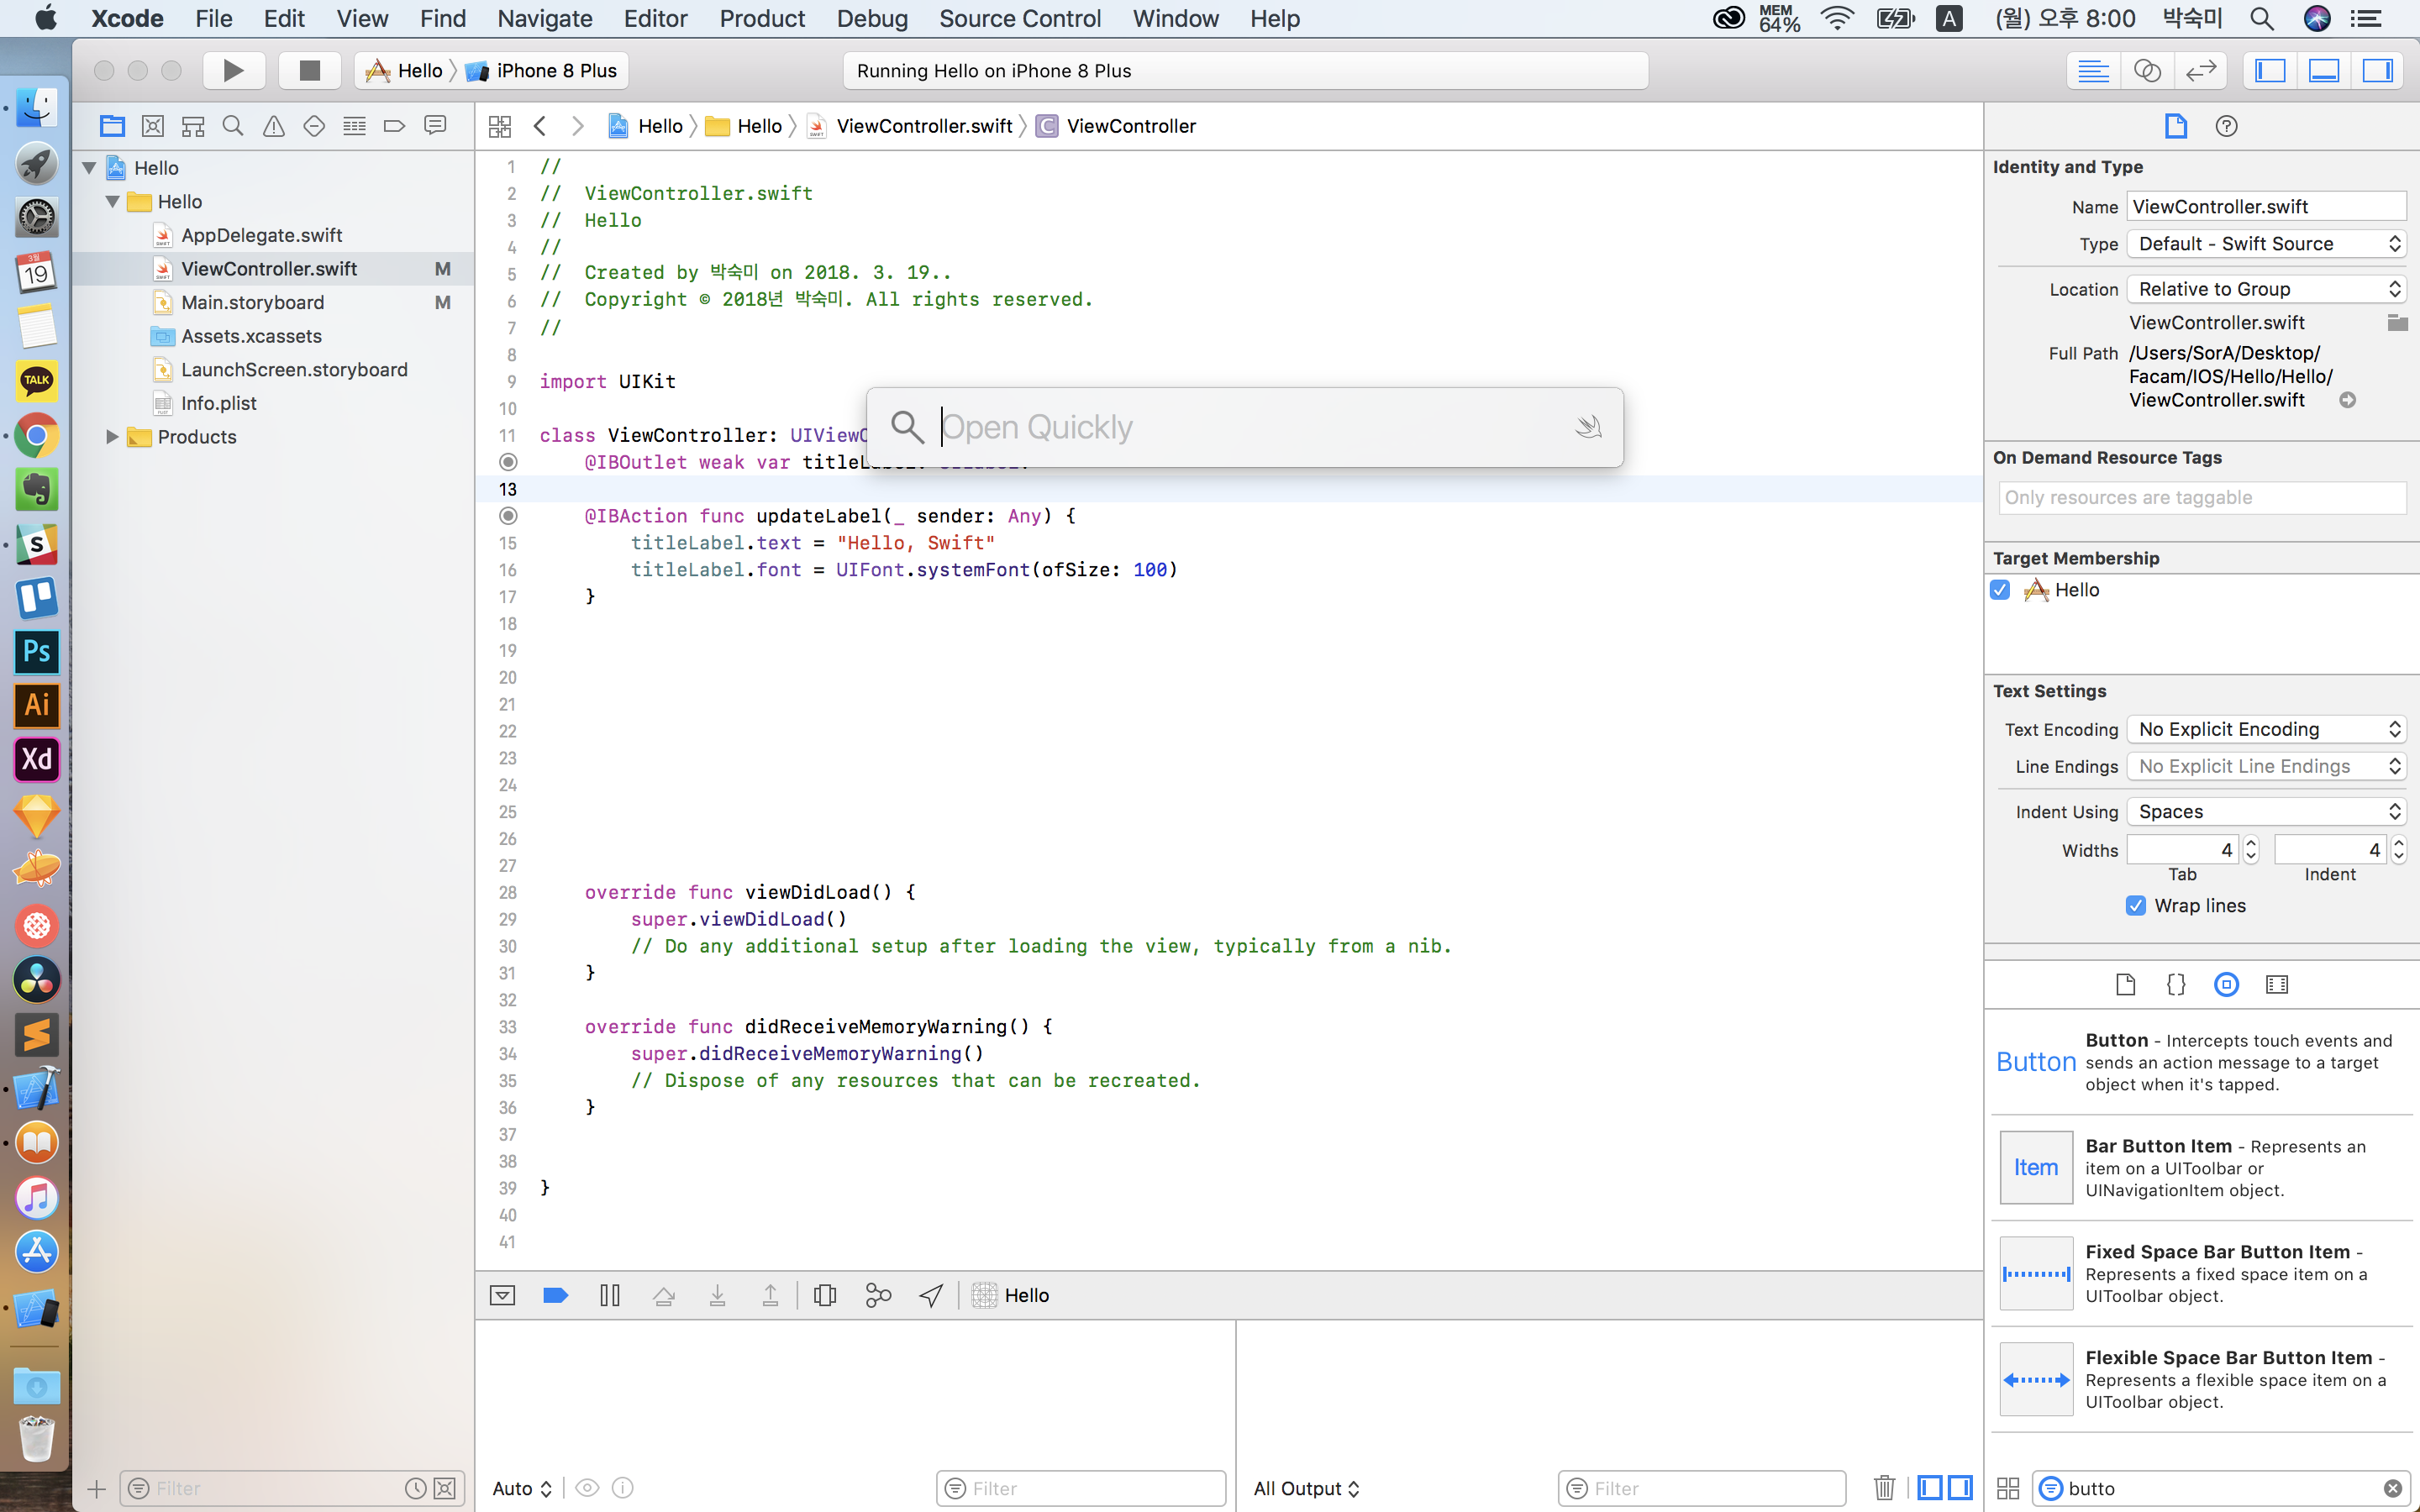 Xcode File Edit View Find Navigate Editor Product Debug Source Control Window Help
MEM
64%
A
(월) 오후 8:00 박숙미
Hello
iPhone 8 Plus
Running Hello on iPhone 8 Plus
Hello
Hello
AppDelegate.swift
ViewController.swift M
Main.storyboard M
Assets.xcassets
LaunchScreen.storyboard
Info.plist
Products
Filter
3월
19
TALK
S
Ps
Ai
Xd
Hello Hello ViewController.swift C ViewController
1 //
2 // ViewController.swift
3 // Hello
4 //
5 // Created by 박숙미 on 2018. 3. 19..
6 // Copyright © 2018년 박숙미. All rights reserved.
7 //
8
9 import UIKit
10
Open Quickly
11 class ViewController: UIViewC
@IBOutlet weak var titleLabel: UILabel!
13
@IBAction func updateLabel(_ sender: Any) {
15 titleLabel.text = "Hello, Swift"
16 titleLabel.font = UIFont.systemFont(ofSize: 100)
17 }
18
19
20
21
22
23
24
25
26
27
28 override func viewDidLoad() {
29 super.viewDidLoad()
30 // Do any additional setup after loading the view, typically from a nib.
31 }
32
33 override func didReceiveMemoryWarning() {
34 super.didReceiveMemoryWarning()
35 // Dispose of any resources that can be recreated.
36 }
37
38
39 }
40
41
Hello
Auto
Filter
All Output
Filter
Identity and Type
Name ViewController.swift
Type Default - Swift Source
Location Relative to Group
ViewController.swift
Full Path /Users/SorA/Desktop/
Facam/IOS/Hello/Hello/
ViewController.swift
On Demand Resource Tags
Only resources are taggable
Target Membership
Hello
Text Settings
Text Encoding No Explicit Encoding
Line Endings No Explicit Line Endings
Indent Using Spaces
Widths 4 4
Tab Indent
Wrap lines
Button
Button - Intercepts touch events and
sends an action message to a target
object when it's tapped.
Item
Bar Button Item - Represents an
item on a UIToolbar or
UINavigationItem object.
Fixed Space Bar Button Item -
Represents a fixed space item on a
UIToolbar object.
Flexible Space Bar Button Item -
Represents a flexible space item on a
UIToolbar object.
butto